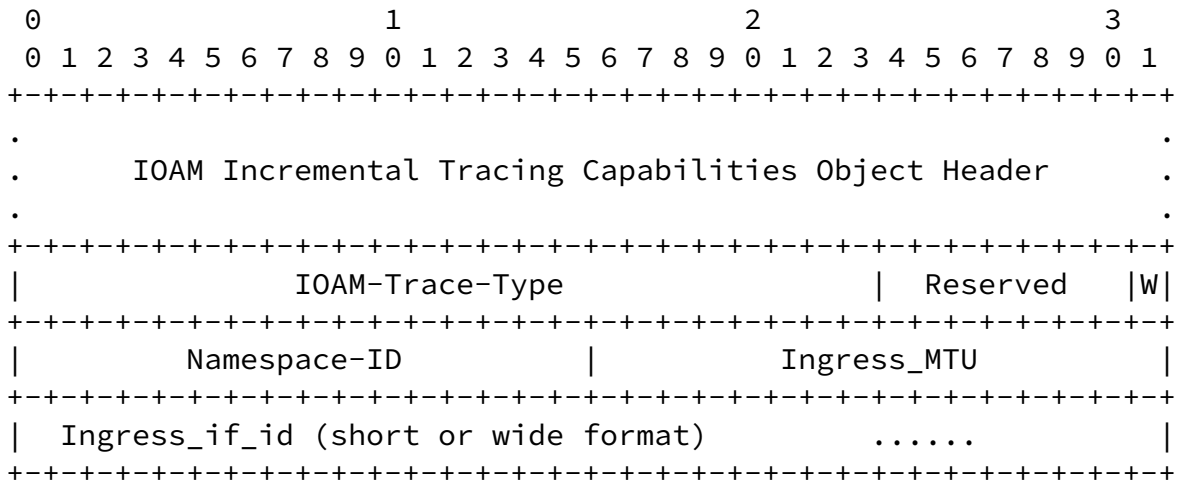 0                   1                   2                   3
 0 1 2 3 4 5 6 7 8 9 0 1 2 3 4 5 6 7 8 9 0 1 2 3 4 5 6 7 8 9 0 1
+-+-+-+-+-+-+-+-+-+-+-+-+-+-+-+-+-+-+-+-+-+-+-+-+-+-+-+-+-+-+-+-+
.                                                               .
.      IOAM Incremental Tracing Capabilities Object Header      .
.                                                               .
+-+-+-+-+-+-+-+-+-+-+-+-+-+-+-+-+-+-+-+-+-+-+-+-+-+-+-+-+-+-+-+-+
|               IOAM-Trace-Type                 |  Reserved   |W|
+-+-+-+-+-+-+-+-+-+-+-+-+-+-+-+-+-+-+-+-+-+-+-+-+-+-+-+-+-+-+-+-+
|         Namespace-ID          |          Ingress_MTU          |
+-+-+-+-+-+-+-+-+-+-+-+-+-+-+-+-+-+-+-+-+-+-+-+-+-+-+-+-+-+-+-+-+
|  Ingress_if_id (short or wide format)         ......          |
+-+-+-+-+-+-+-+-+-+-+-+-+-+-+-+-+-+-+-+-+-+-+-+-+-+-+-+-+-+-+-+-+